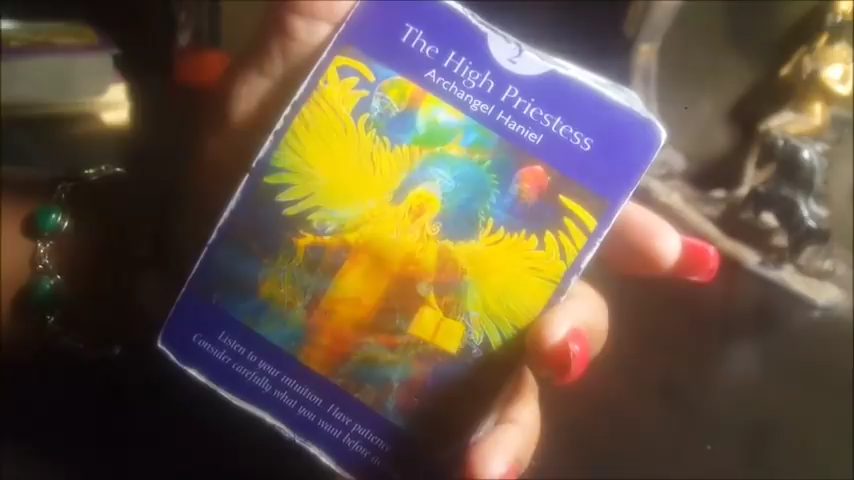 2
The High Priestess
Archangel Haniel
Listen to your intuition. Have patience
Consider carefully what you want before